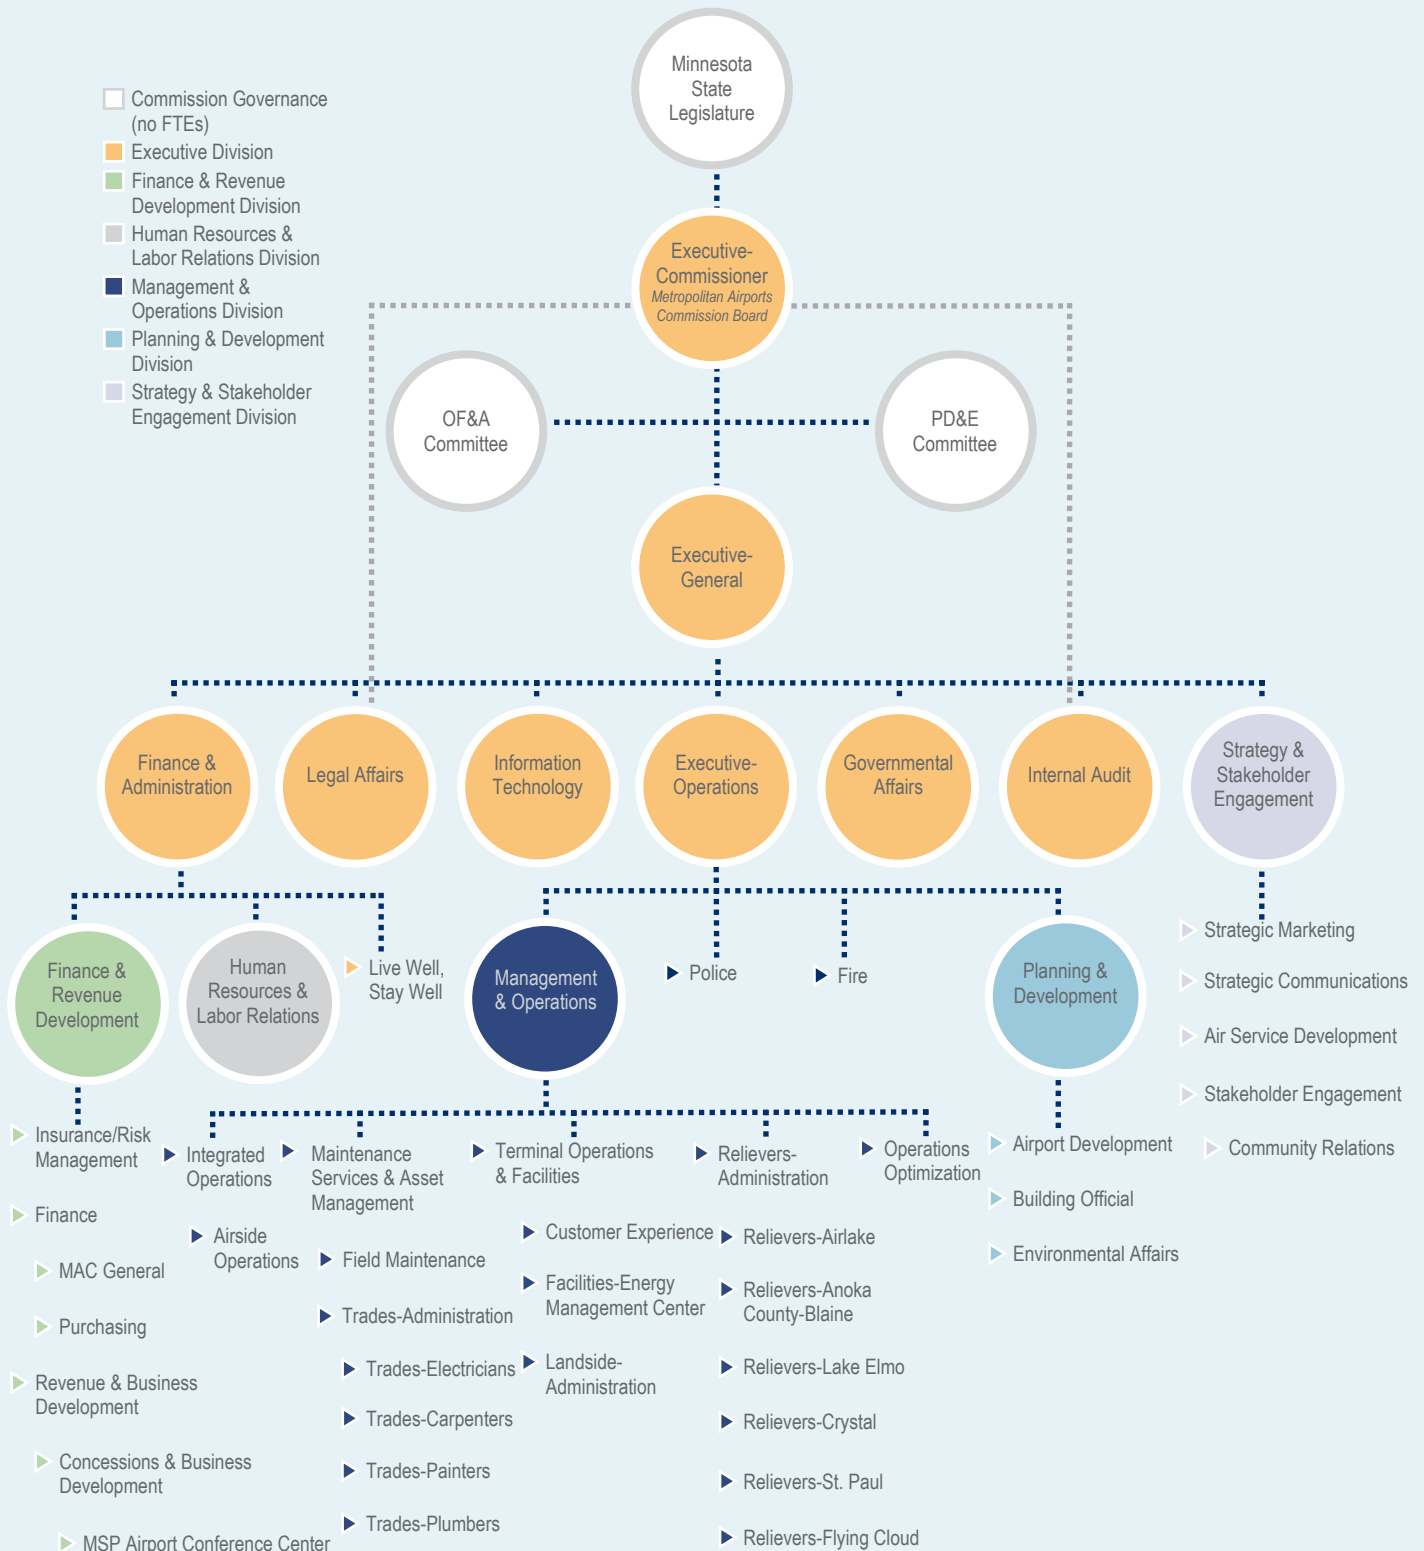 Minnesota
State
Legislature
Commission Governance
(no FTEs)
Executive Division
Finance & Revenue
Development Division
Human Resources &
Labor Relations Division
Management &
Operations Division
Planning & Development
Division
Strategy & Stakeholder
Engagement Division
Executive-
Commissioner
Metropolitan Airports
Commission Board
OF&A
Committee
PD&E
Committee
Executive-
General
Finance &
Administration
Legal Affairs
Information
Technology
Executive-
Operations
Governmental
Affairs
Internal Audit
Strategy &
Stakeholder
Engagement
Finance &
Revenue
Development
Human
Resources &
Labor Relations
Live Well,
Stay Well
Management
& Operations
Police
Fire
Planning &
Development
Strategic Marketing
Strategic Communications
Air Service Development
Stakeholder Engagement
Community Relations
Insurance/Risk
Management
Finance
MAC General
Purchasing
Revenue & Business
Development
Concessions & Business
Development
MSP Airport Conference Center
Integrated
Operations
Airside
Operations
Maintenance
Services & Asset
Management
Field Maintenance
Trades-Administration
Trades-Electricians
Trades-Carpenters
Trades-Painters
Trades-Plumbers
Terminal Operations
& Facilities
Customer Experience
Facilities-Energy
Management Center
Landside-
Administration
Relievers-
Administration
Relievers-Airlake
Relievers-Anoka
County-Blaine
Relievers-Lake Elmo
Relievers-Crystal
Relievers-St. Paul
Relievers-Flying Cloud
Operations
Optimization
Airport Development
Building Official
Environmental Affairs